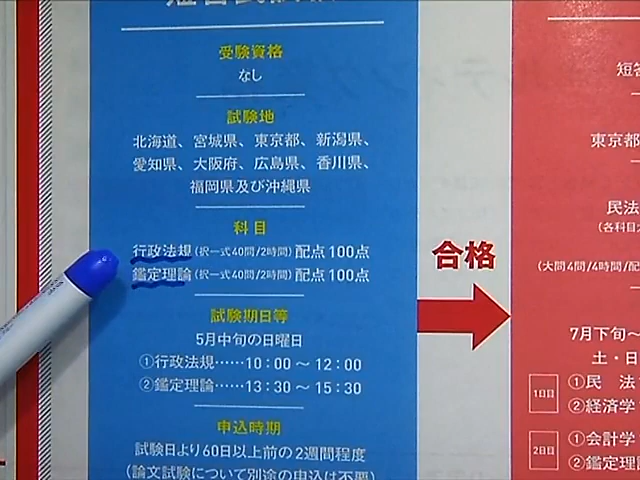 受験資格
なし
試験地
北海道、宮城県、東京都、新潟県、
愛知県、大阪府、広島県、香川県、
福岡県及び沖縄県
科目
行政法規(択一式40問/2時間)配点100点
鑑定理論(択一式40問/2時間)配点100点
試験期日等
5月中旬の日曜日
①行政法規……10:00～12:00
②鑑定理論……13:30～15:30
申込時期
試験日より60日以上前の2週間程度
(論文試験について別途の申込は不要)
合格
短答
東京都
民法
(各科目
(大問4問/4時間/配
7月下旬～
土・日
1日目
①民 法
②経済学
2日目
①会計学
②鑑定理